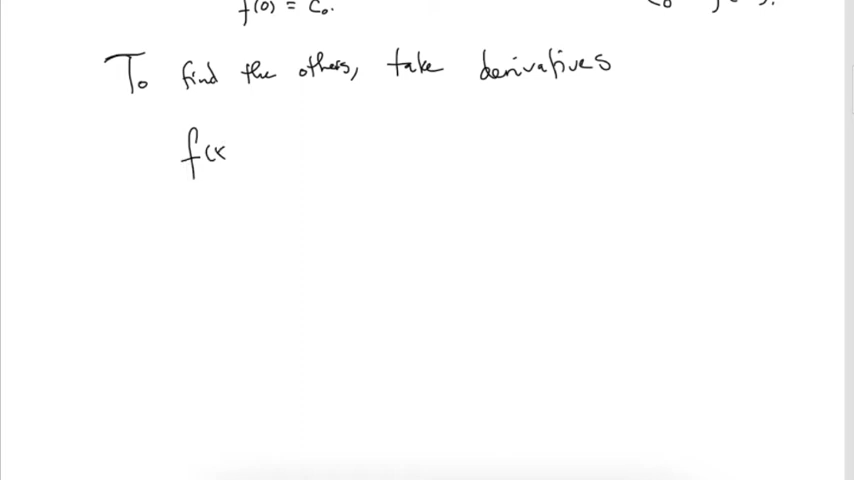 f(0) = C₀.
To find the others, take derivatives
f(x